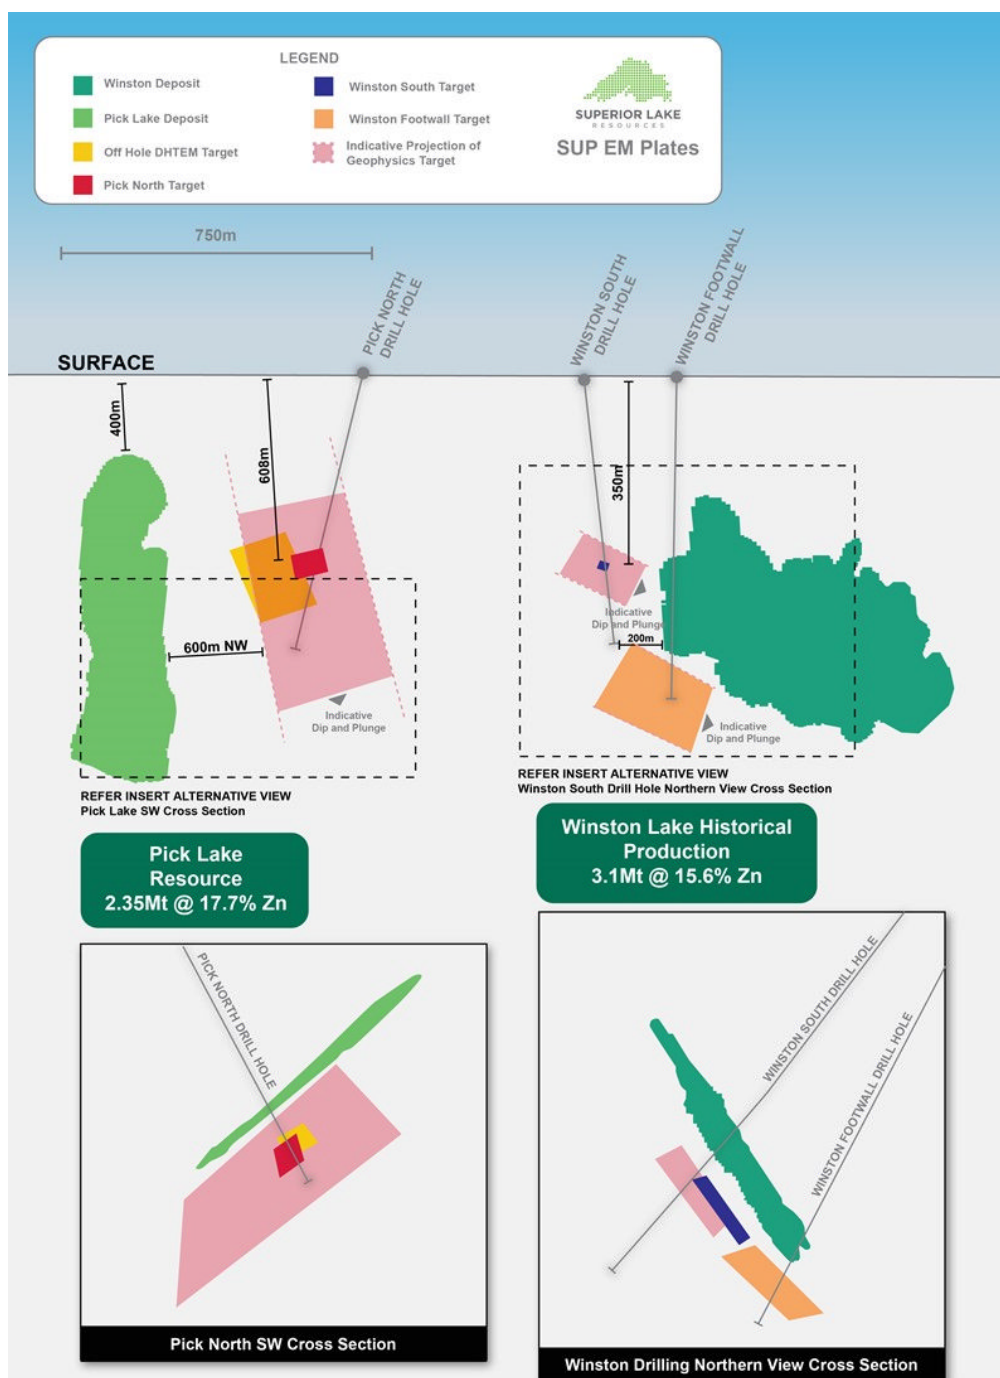 LEGEND
Winston Deposit
Pick Lake Deposit
Off Hole DHTEM Target
Pick North Target
Winston South Target
Winston Footwall Target
Indicative Projection of
Geophysics Target
SUPERIOR LAKE
RESOURCES
SUP EM Plates
750m
PICK NORTH
DRILL HOLE
WINSTON SOUTH
DRILL HOLE
WINSTON FOOTWALL
DRILL HOLE
SURFACE
400m
608m
350m
600m NW
200m
Indicative
Dip and Plunge
Indicative
Dip and Plunge
Indicative
Dip and Plunge
REFER INSERT ALTERNATIVE VIEW
Pick Lake SW Cross Section
REFER INSERT ALTERNATIVE VIEW
Winston South Drill Hole Northern View Cross Section
Pick Lake
Resource
2.35Mt @ 17.7% Zn
Winston Lake Historical
Production
3.1Mt @ 15.6% Zn
PICK NORTH DRILL HOLE
Pick North SW Cross Section
WINSTON SOUTH DRILL HOLE
WINSTON FOOTWALL DRILL HOLE
Winston Drilling Northern View Cross Section